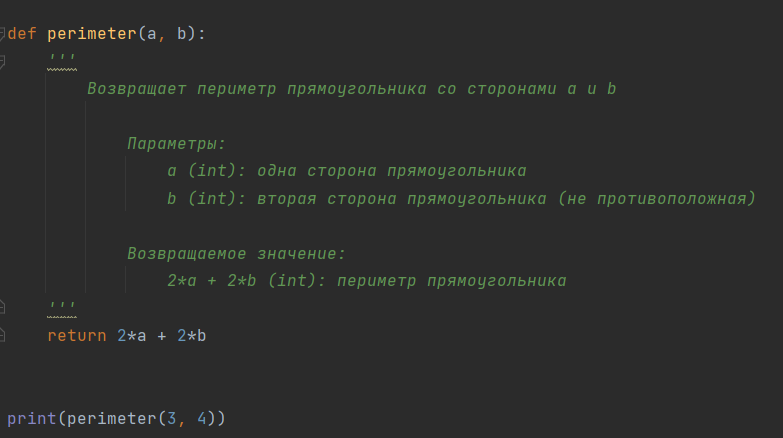 def perimeter(a, b):
'''
Возвращает периметр прямоугольника со сторонами a и b
Параметры:
a (int): одна сторона прямоугольника
b (int): вторая сторона прямоугольника (не противоположная)
Возвращаемое значение:
2*a + 2*b (int): периметр прямоугольника
'''
return 2*a + 2*b
print(perimeter(3, 4))